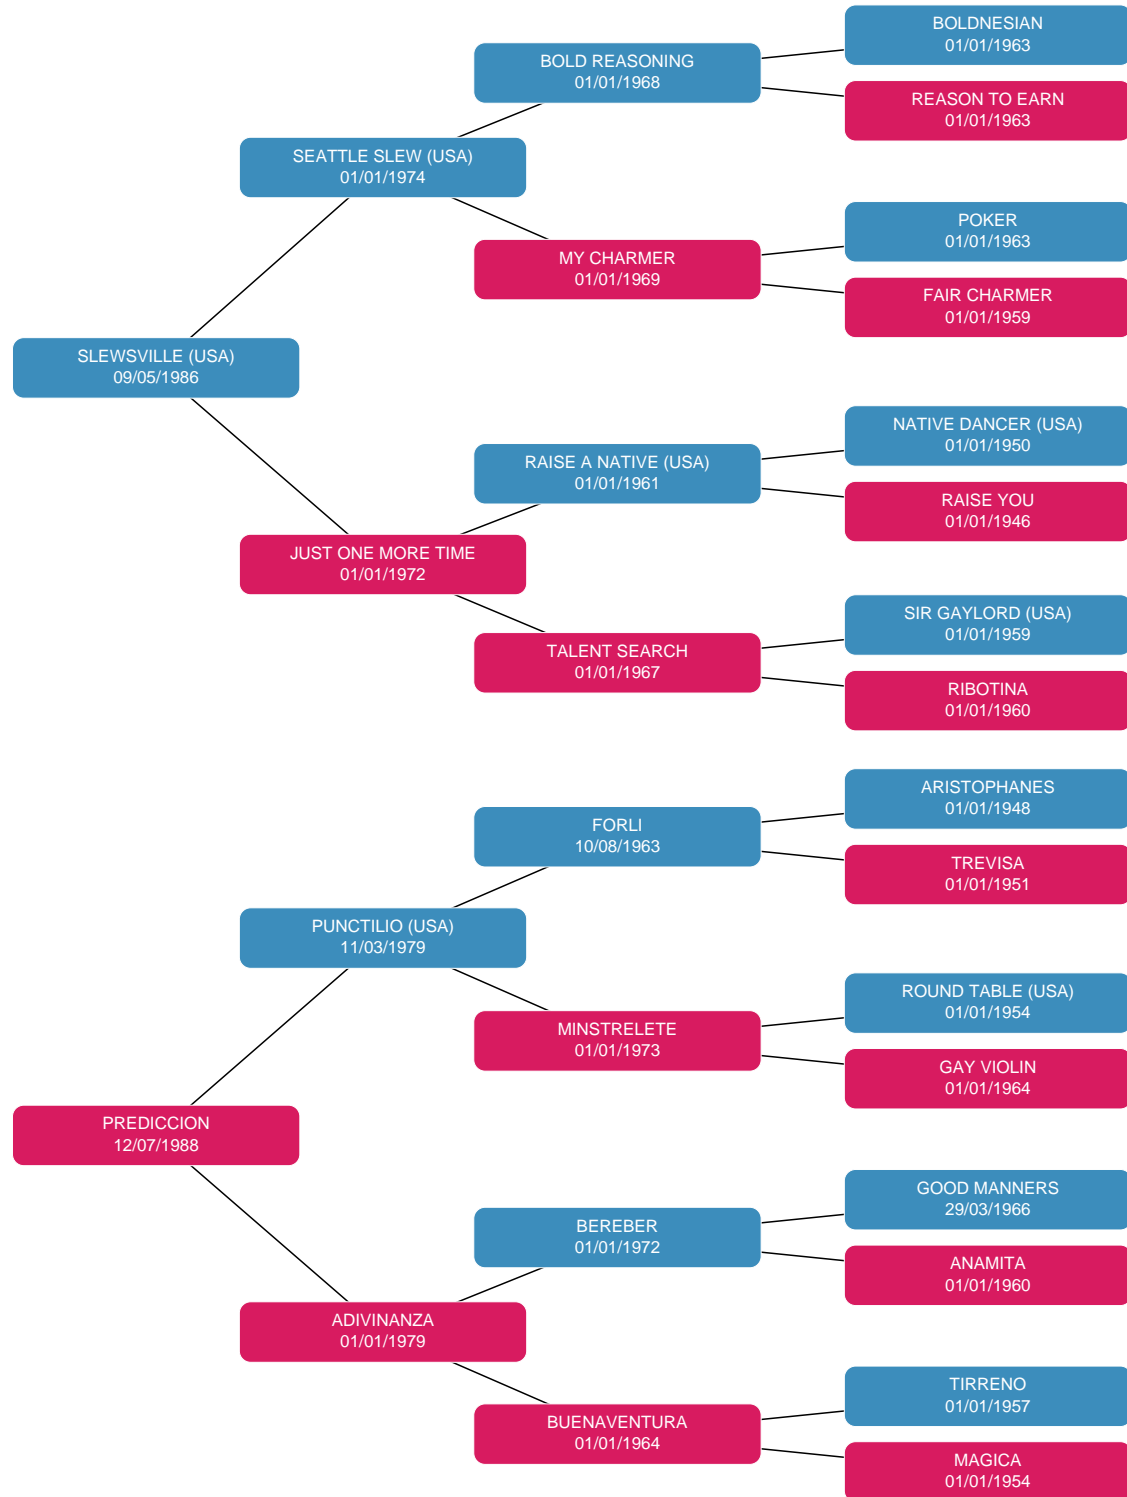 BOLDNESIAN
01/01/1963
BOLD REASONING
01/01/1968
REASON TO EARN
01/01/1963
SEATTLE SLEW (USA)
01/01/1974
POKER
01/01/1963
MY CHARMER
01/01/1969
FAIR CHARMER
01/01/1959
SLEWSVILLE (USA)
09/05/1986
NATIVE DANCER (USA)
01/01/1950
RAISE A NATIVE (USA)
01/01/1961
RAISE YOU
01/01/1946
JUST ONE MORE TIME
01/01/1972
SIR GAYLORD (USA)
01/01/1959
TALENT SEARCH
01/01/1967
RIBOTINA
01/01/1960
ARISTOPHANES
01/01/1948
FORLI
10/08/1963
TREVISA
01/01/1951
PUNCTILIO (USA)
11/03/1979
ROUND TABLE (USA)
01/01/1954
MINSTRELETE
01/01/1973
GAY VIOLIN
01/01/1964
PREDICCION
12/07/1988
GOOD MANNERS
29/03/1966
BEREBER
01/01/1972
ANAMITA
01/01/1960
ADIVINANZA
01/01/1979
TIRRENO
01/01/1957
BUENAVENTURA
01/01/1964
MAGICA
01/01/1954